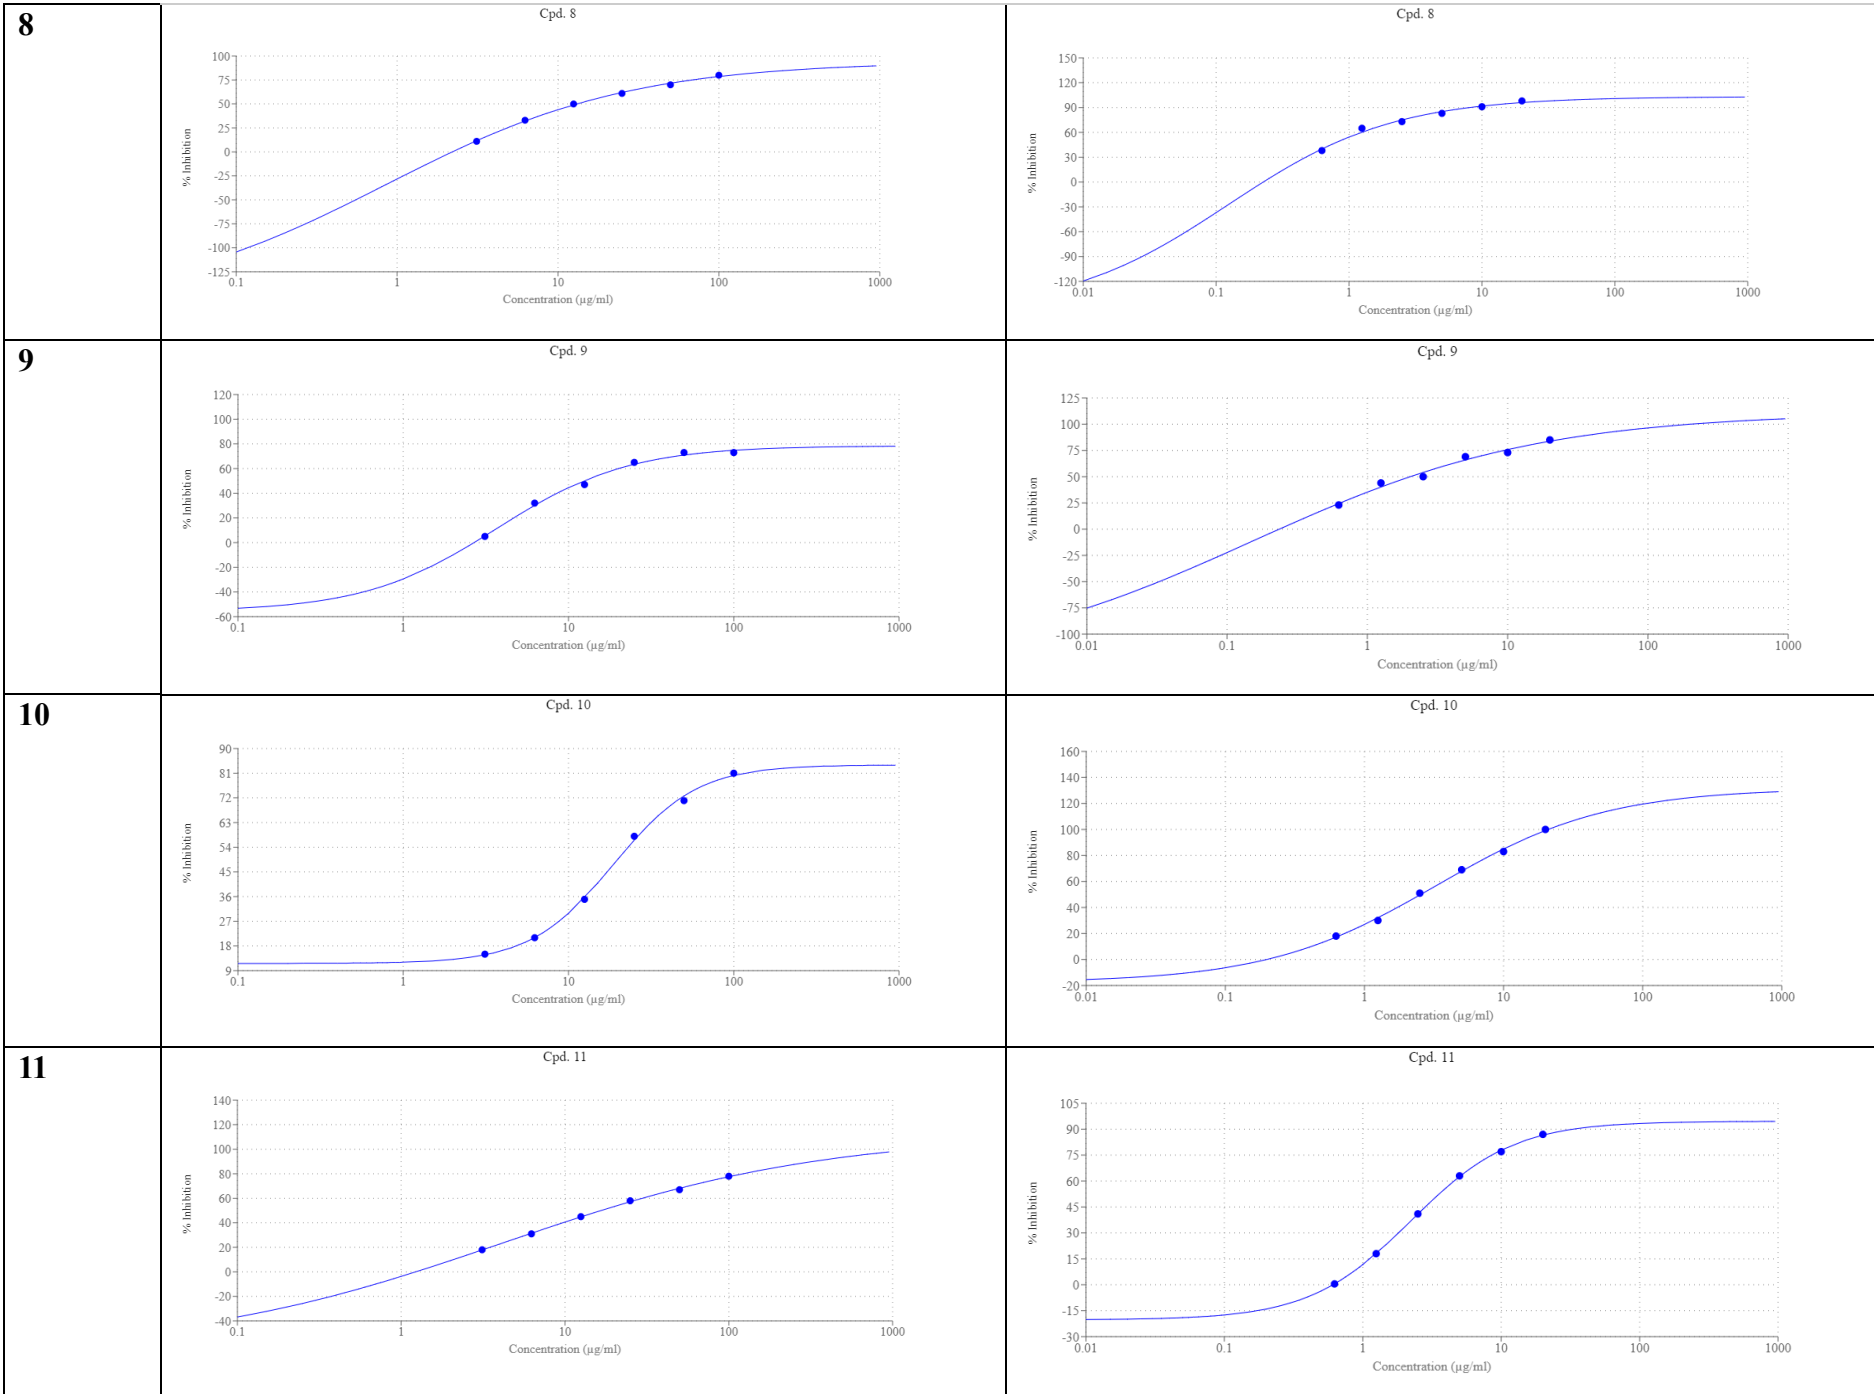 8
Cpd. 8
100
75
50
25
0
-25
-50
-75
-100
-125
% Inhibition
0.1 1 10 100 1000
Concentration (µg/ml)
Cpd. 8
150
120
90
60
30
0
-30
-60
-90
-120
% Inhibition
0.01 0.1 1 10 100 1000
Concentration (µg/ml)
9
Cpd. 9
120
100
80
60
40
20
0
-20
-40
-60
% Inhibition
0.1 1 10 100 1000
Concentration (µg/ml)
Cpd. 9
125
100
75
50
25
0
-25
-50
-75
-100
% Inhibition
0.01 0.1 1 10 100 1000
Concentration (µg/ml)
10
Cpd. 10
90
81
72
63
54
45
36
27
18
9
% Inhibition
0.1 1 10 100 1000
Concentration (µg/ml)
Cpd. 10
160
140
120
100
80
60
40
20
0
-20
% Inhibition
0.01 0.1 1 10 100 1000
Concentration (µg/ml)
11
Cpd. 11
140
120
100
80
60
40
20
0
-20
-40
% Inhibition
0.1 1 10 100 1000
Concentration (µg/ml)
Cpd. 11
105
90
75
60
45
30
15
0
-15
-30
% Inhibition
0.01 0.1 1 10 100 1000
Concentration (µg/ml)